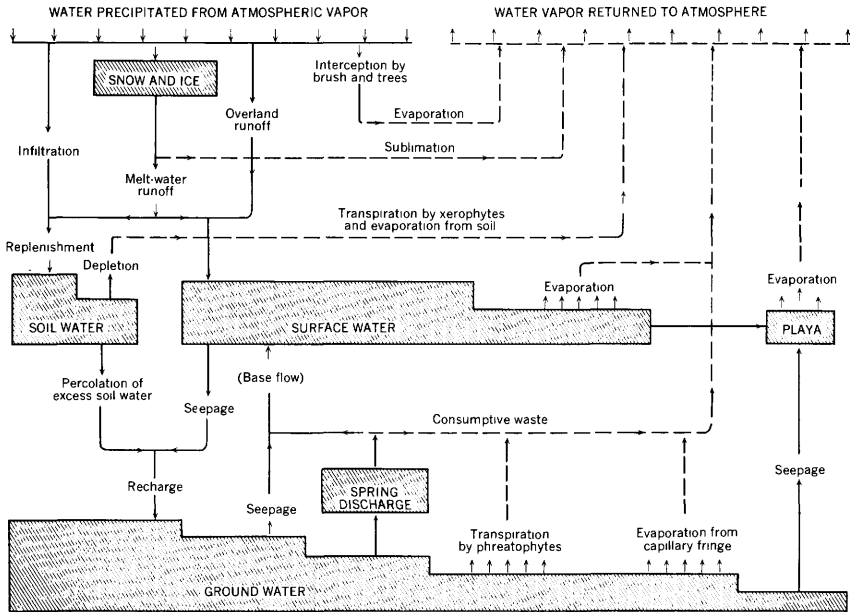 WATER PRECIPITATED FROM ATMOSPHERIC VAPOR
WATER VAPOR RETURNED TO ATMOSPHERE
SNOW AND ICE
Interception by
brush and trees
Overland
runoff
Evaporation
Infiltration
Sublimation
Melt-water
runoff
Transpiration by xerophytes
and evaporation from soil
Replenishment
Depletion
Evaporation
Evaporation
SOIL WATER
SURFACE WATER
PLAYA
Percolation of
excess soil water
(Base flow)
Seepage
Consumptive waste
Recharge
Seepage
SPRING
DISCHARGE
Seepage
Transpiration
by phreatophytes
Evaporation from
capillary fringe
GROUND WATER